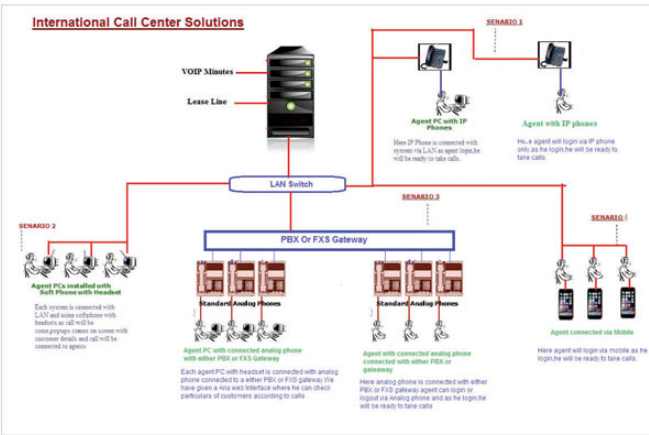 International Call Center Solutions
SENARIO 1
VOIP Minutes
Lease Line
Agent PC with IP
Phones
Here IP Phone is connected with
system via LAN as agent login,he
will be ready to take calls.
Agent with IP phones
agent will login via IP phone
only as he login,he will be ready to
take calls.
LAN Switch
SENARIO 2
Agent PCs installed with
Soft Phone with Headset
Each system is connected with
LAN and using softphone with
headsets.as call will be
come,popups comes on screen with
customer details and call will be
connected to agents
SENARIO 3
PBX Or FXS Gateway
Standard Analog Phones
Agent PC with connected analog phone
with either PBX or FXS Gateway
Each agent PC with headset is connected with analog
phone connected to a either PBX or FXS gateway.We
have given a Aria web Interface where he can check
particulars of customers according to calls
Standard Analog Phones
Agent with connected analog phone
connected with either PBX or
gateaway
Here analog phone is connected with either
PBX or FXS gateway.agent can login or
logout via Analog phone and as he login,he
will be ready to take calls.
SENARIO
Agent connected via Mobile
Here agent will login via mobile as he
login,he will be ready to take calls.